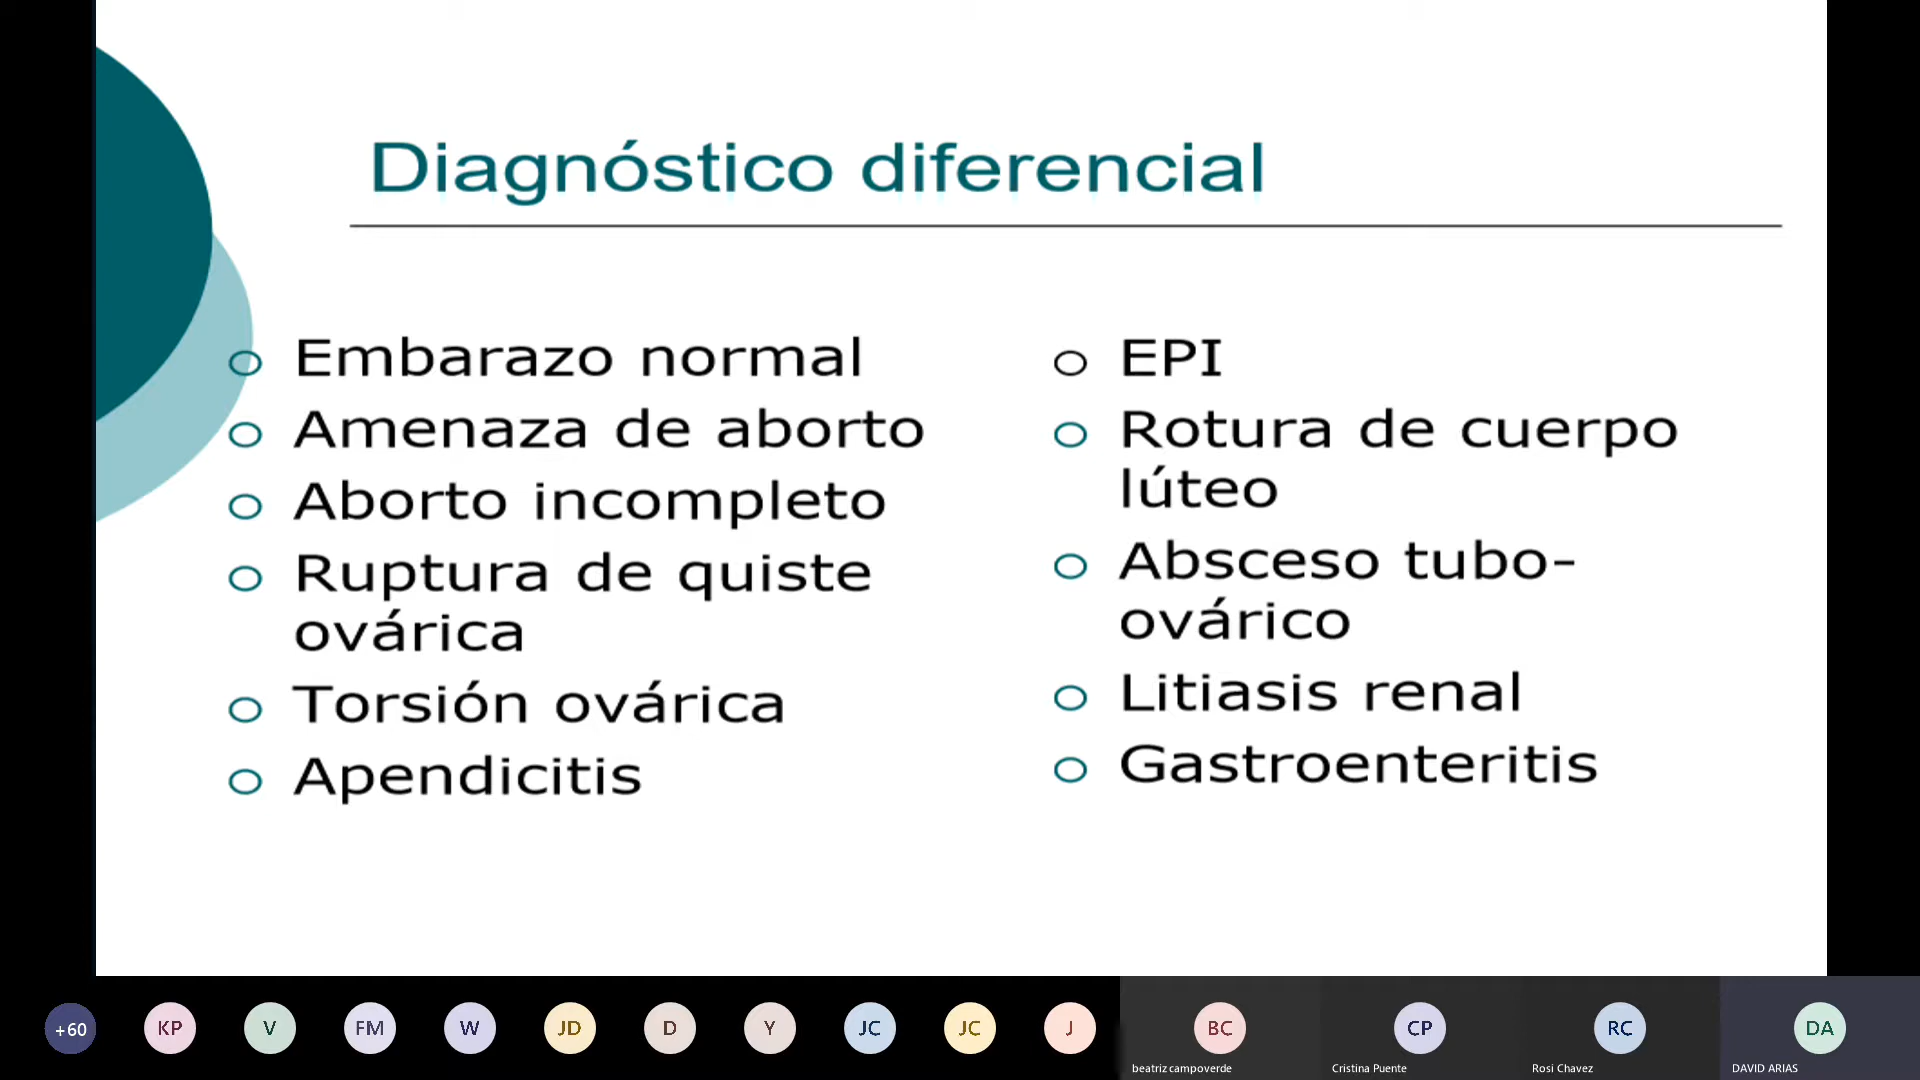 Diagnóstico diferencial
Embarazo normal
Amenaza de aborto
Aborto incompleto
Ruptura de quiste
ovárica
Torsión ovárica
Apendicitis
EPI
Rotura de cuerpo
lúteo
Absceso tubo-
ovárico
Litiasis renal
Gastroenteritis
+60
KP
V
FM
W
JD
D
Y
JC
JC
J
BC
beatriz campoverde
CP
Cristina Puente
RC
Rosi Chavez
DA
DAVID ARIAS